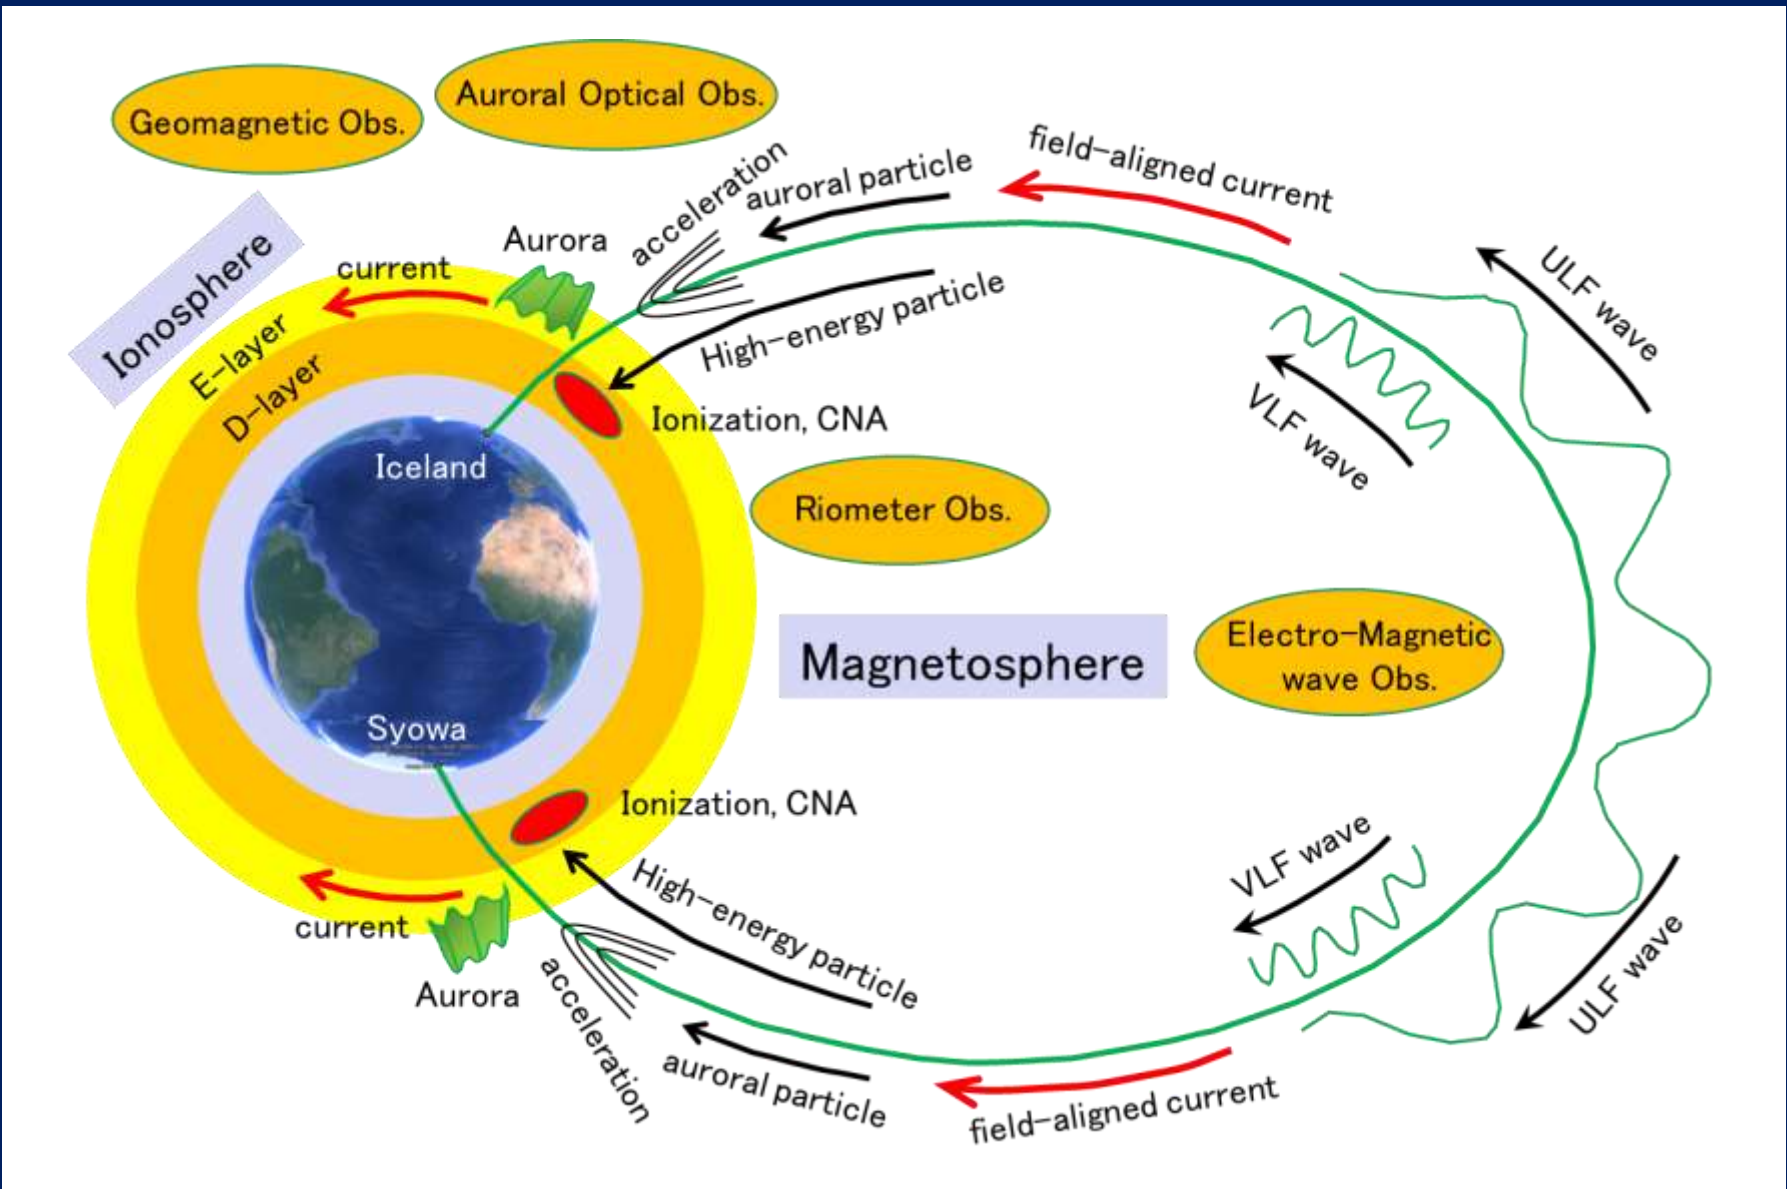 Geomagnetic Obs.
Auroral Optical Obs.
field-aligned current
acceleration
auroral particle
Ionosphere
current
Aurora
High-energy particle
ULF wave
E-layer
D-layer
VLF wave
Ionization, CNA
Iceland
Riometer Obs.
Magnetosphere
Electro-Magnetic
wave Obs.
Syowa
Ionization, CNA
VLF wave
High-energy particle
current
ULF wave
Aurora
acceleration
auroral particle
field-aligned current